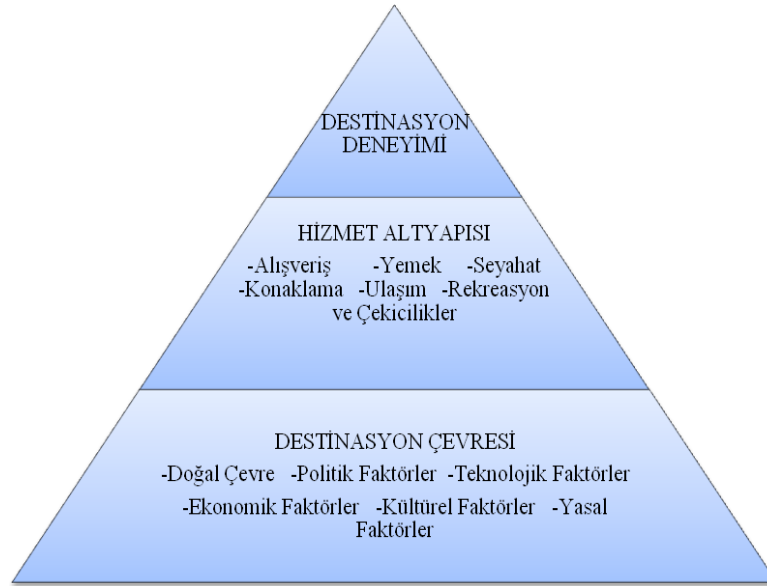 DESTİNASYON
DENEYİMİ
HİZMET ALTYAPISI
-Alışveriş -Yemek -Seyahat
-Konaklama -Ulaşım -Rekreasyon
ve Çekicilikler
DESTİNASYON ÇEVRESİ
-Doğal Çevre -Politik Faktörler -Teknolojik Faktörler
-Ekonomik Faktörler -Kültürel Faktörler -Yasal
Faktörler